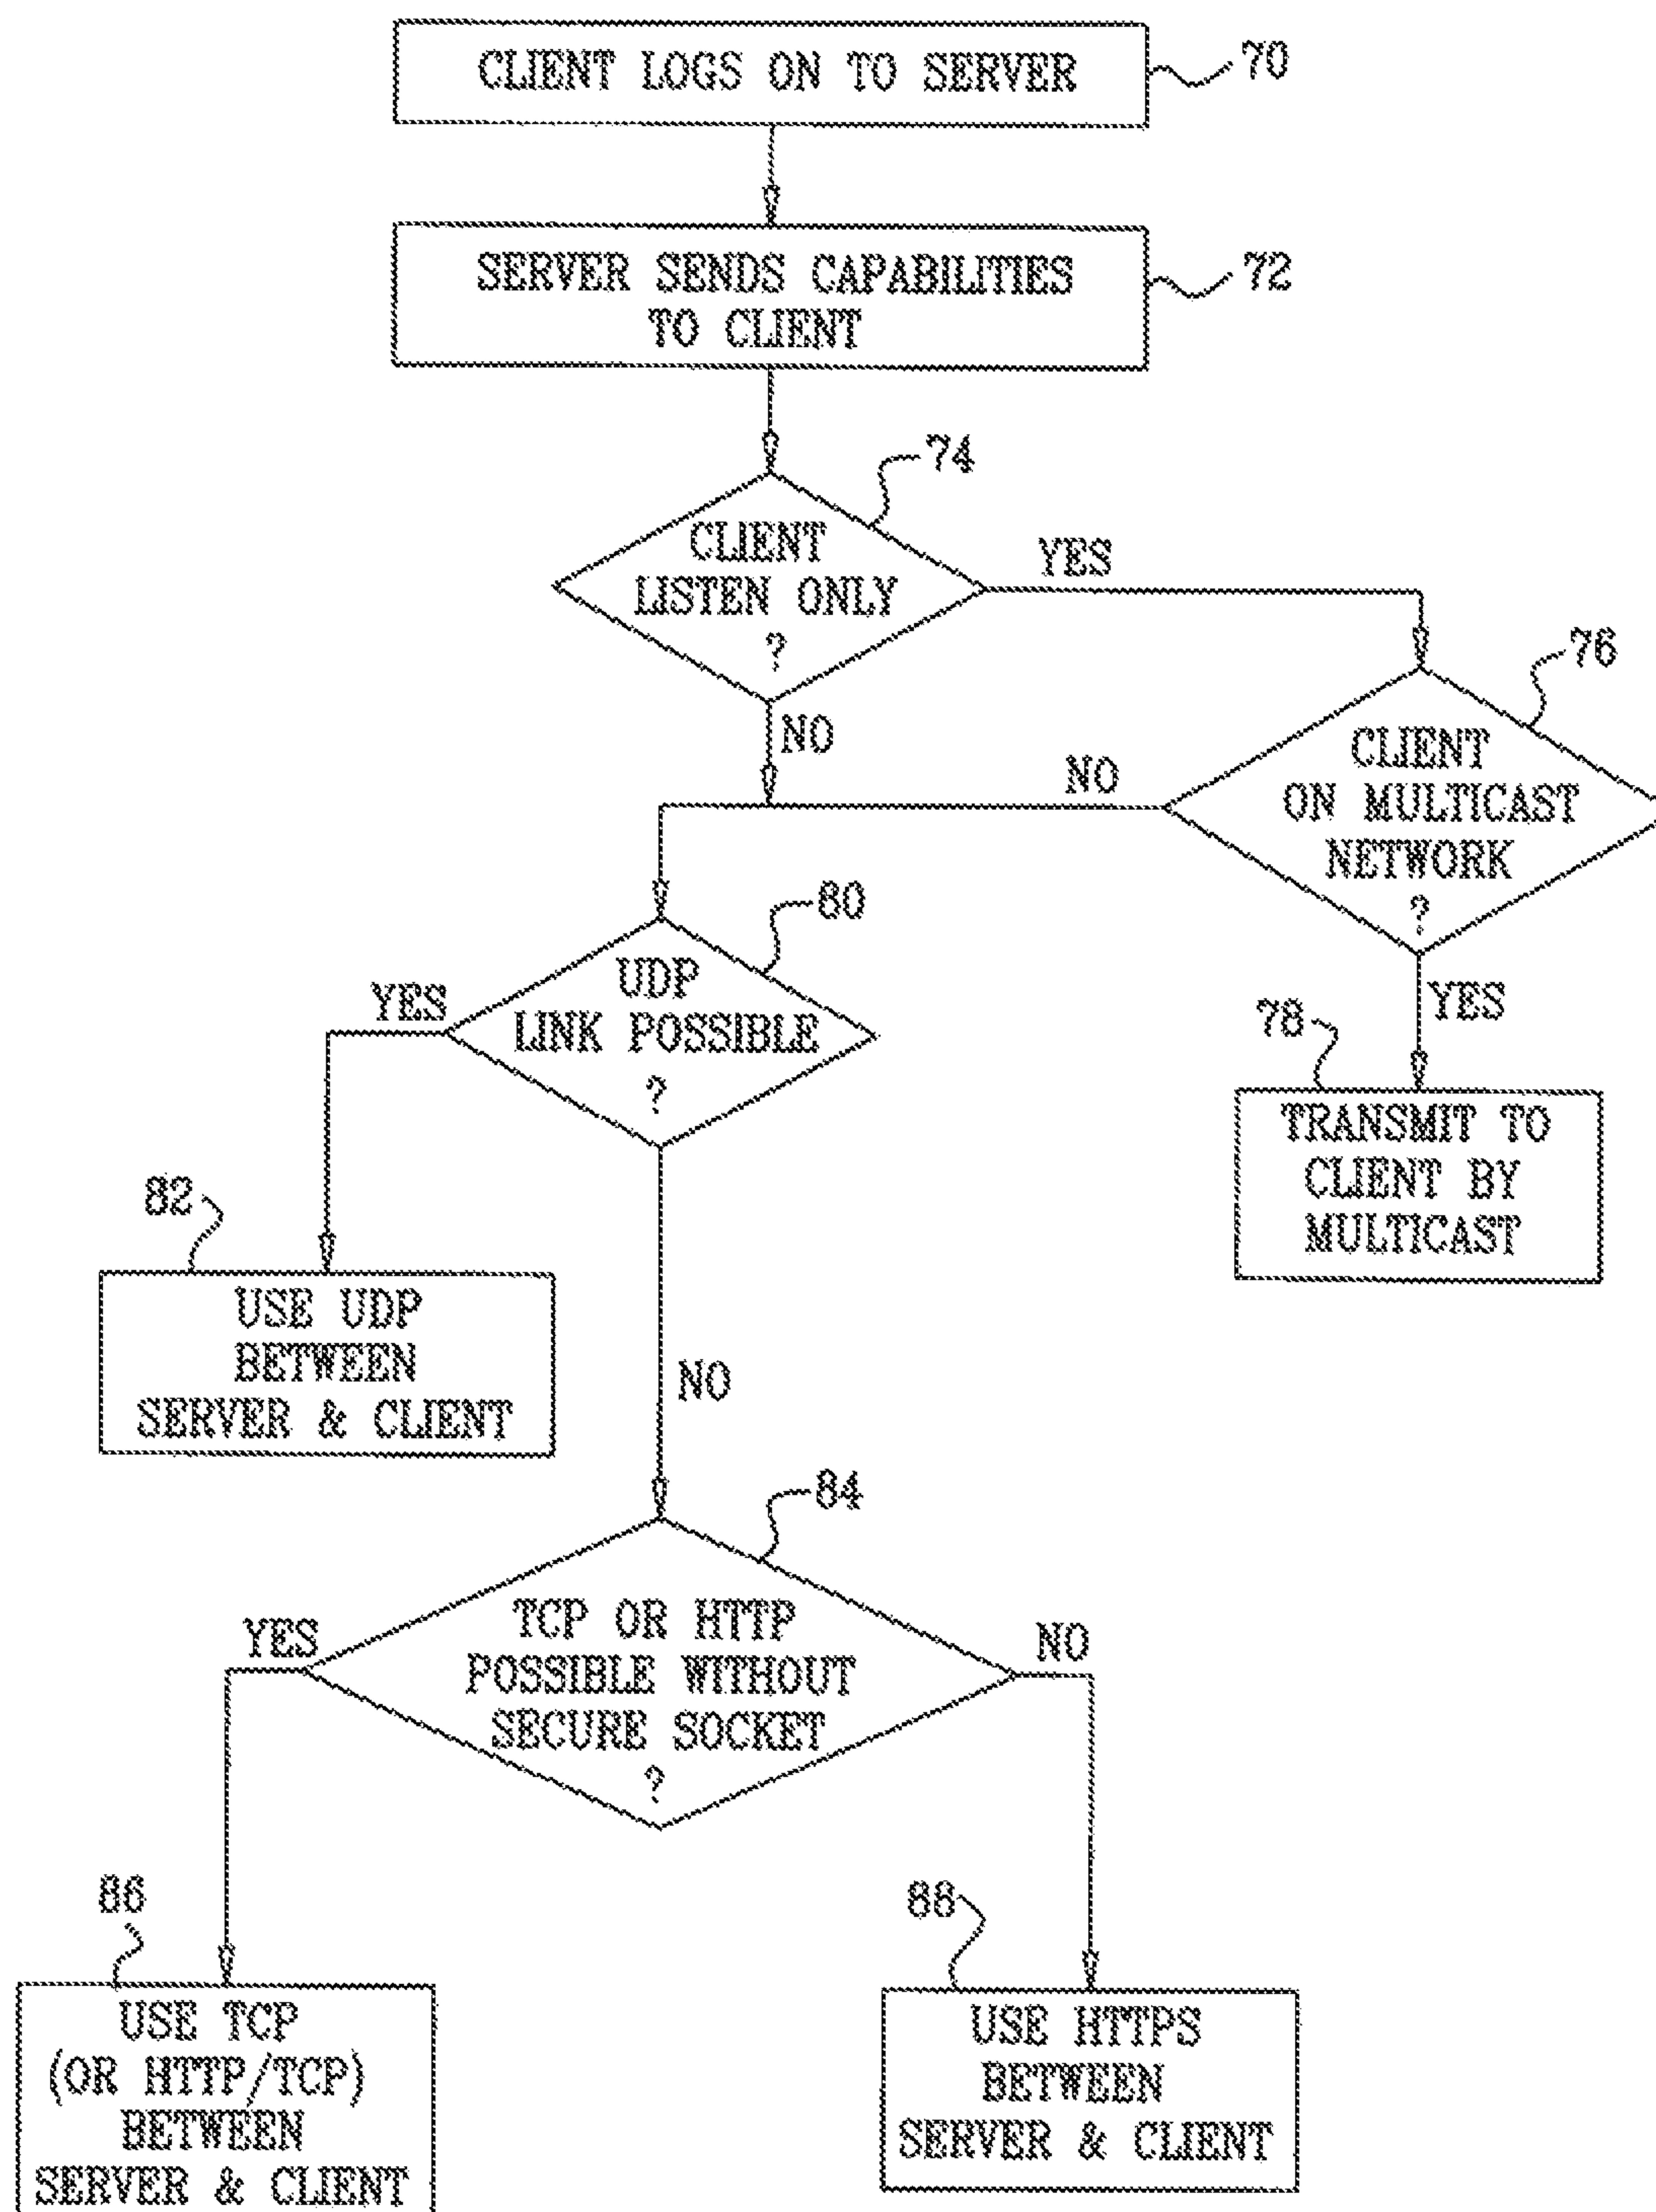 CLIENT LOGS ON TO SERVER
70
SERVER SENDS CAPABILITIES
TO CLIENT
72
74
CLIENT
LISTEN ONLY
?
YES
NO
76
CLIENT
ON MULTICAST
NETWORK
?
NO
YES
78
TRANSMIT TO
CLIENT BY
MULTICAST
80
UDP
LINK POSSIBLE
?
YES
NO
82
USE UDP
BETWEEN
SERVER & CLIENT
84
TCP OR HTTP
POSSIBLE WITHOUT
SECURE SOCKET
?
YES
NO
86
USE TCP
(OR HTTP/TCP)
BETWEEN
SERVER & CLIENT
88
USE HTTPS
BETWEEN
SERVER & CLIENT